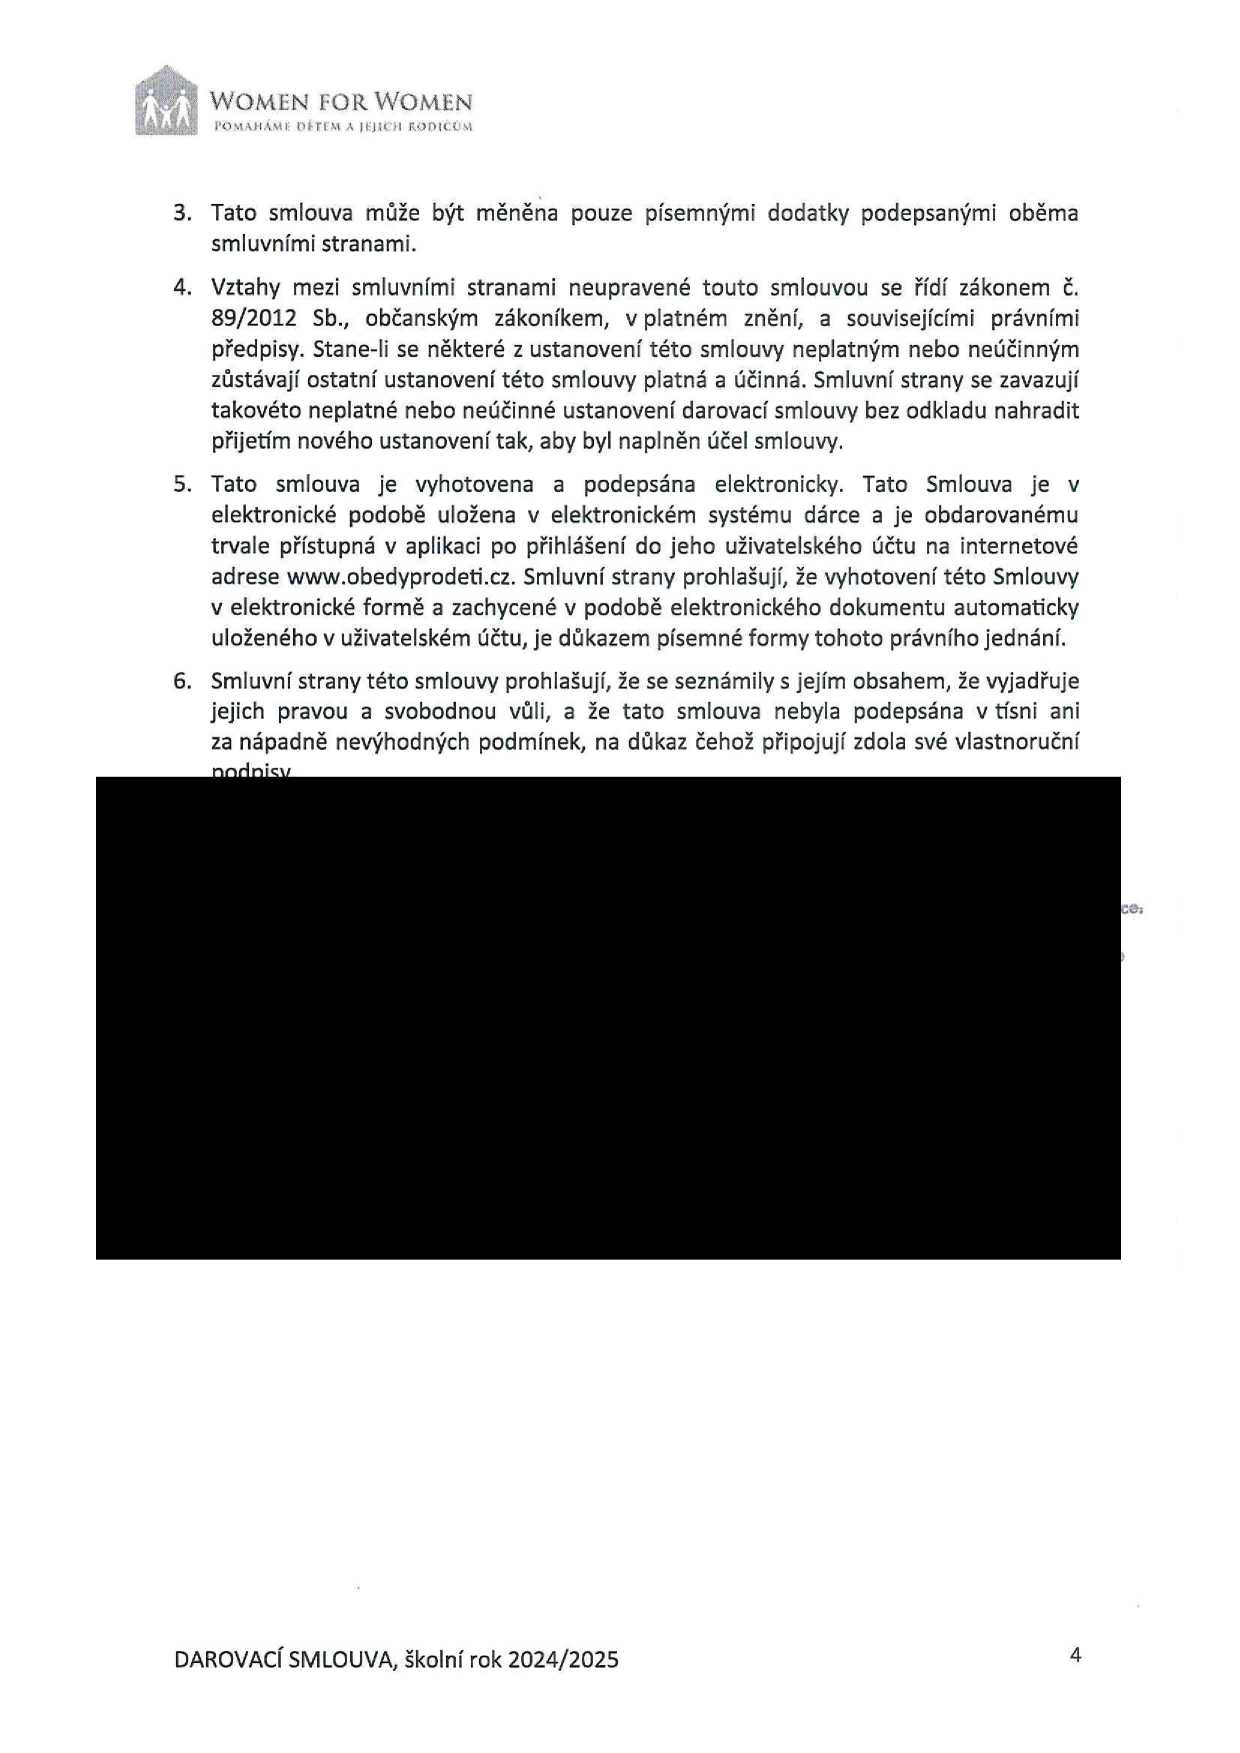 WOMEN FOR WOMEN
POMÁHÁME DĚTEM A JEJICH RODIČŮM
3. Tato smlouva může být měněna pouze písemnými dodatky podepsanými oběma
smluvními stranami.
4. Vztahy mezi smluvními stranami neupravené touto smlouvou se řídí zákonem č.
89/2012 Sb., občanským zákoníkem, v platném znění, a souvisejícími právními
předpisy. Stane-li se některé z ustanovení této smlouvy neplatným nebo neúčinným
zůstávají ostatní ustanovení této smlouvy platná a účinná. Smluvní strany se zavazují
takovéto neplatné nebo neúčinné ustanovení darovací smlouvy bez odkladu nahradit
přijetím nového ustanovení tak, aby byl naplněn účel smlouvy.
5. Tato smlouva je vyhotovena a podepsána elektronicky. Tato Smlouva je v
elektronické podobě uložena v elektronickém systému dárce a je obdarovanému
trvale přístupná v aplikaci po přihlášení do jeho uživatelského účtu na internetové
adrese www.obedyprodeti.cz. Smluvní strany prohlašují, že vyhotovení této Smlouvy
v elektronické formě a zachycené v podobě elektronického dokumentu automaticky
uloženého v uživatelském účtu, je důkazem písemné formy tohoto právního jednání.
6. Smluvní strany této smlouvy prohlašují, že se seznámily s jejím obsahem, že vyjadřuje
jejich pravou a svobodnou vůli, a že tato smlouva nebyla podepsána v tísni ani
za nápadně nevýhodných podmínek, na důkaz čehož připojují zdola své vlastnoruční
podpisy
DAROVACÍ SMLOUVA, školní rok 2024/2025
4